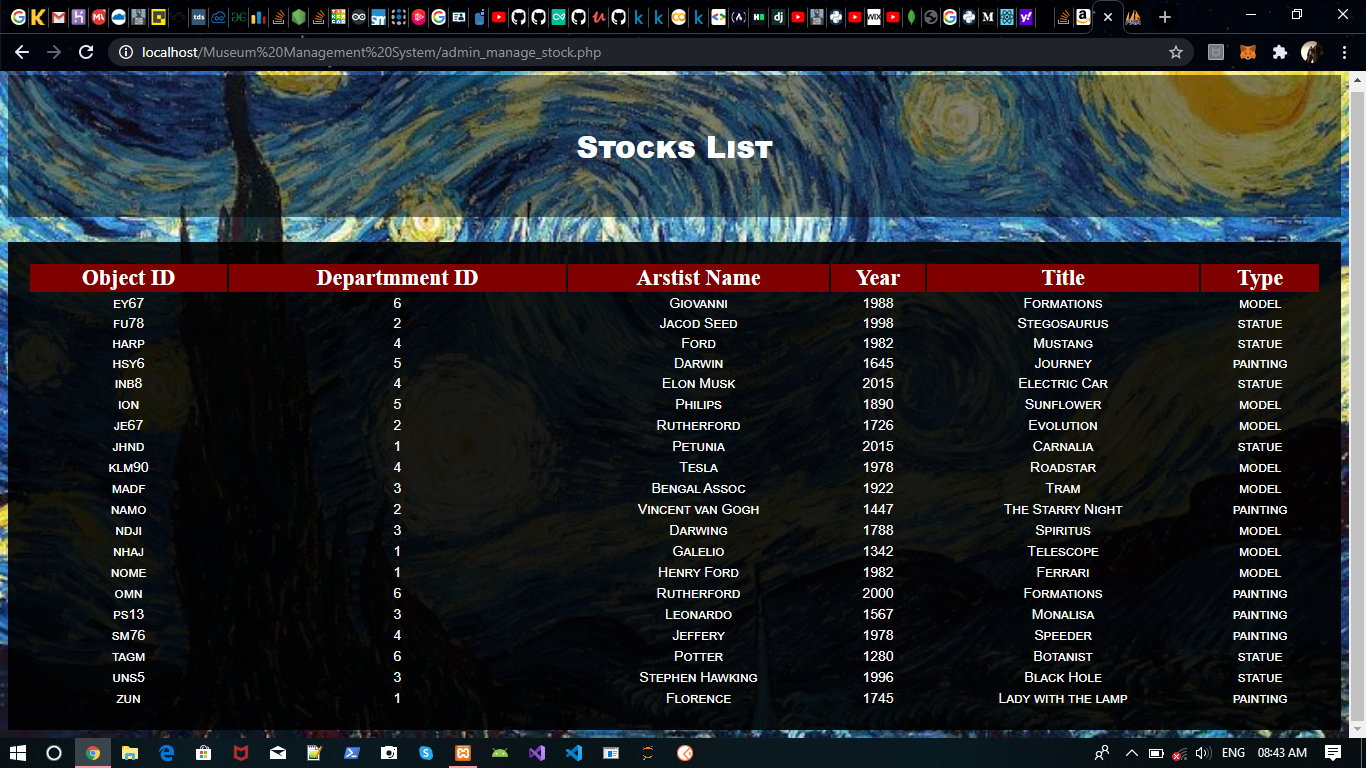 localhost/Museum%20Management%20System/admin_manage_stock.php
Stocks List
Object ID Departmment ID Arstist Name Year Title Type
EY67 6 Giovanni 1988 Formations MODEL
FU78 2 Jacod Seed 1998 Stegosaurus STATUE
HARP 4 Ford 1982 Mustang STATUE
HSY6 5 Darwin 1645 Journey PAINTING
INB8 4 Elon Musk 2015 Electric Car STATUE
ION 5 Philips 1890 Sunflower MODEL
JE67 2 Rutherford 1726 Evolution MODEL
JHND 1 Petunia 2015 Carnalia STATUE
KLM90 4 Tesla 1978 Roadstar MODEL
MADF 3 Bengal Assoc 1922 Tram MODEL
NAMO 2 Vincent van Gogh 1447 The Starry Night PAINTING
NDJI 3 Darwing 1788 Spiritus MODEL
NHAJ 1 Galelio 1342 Telescope MODEL
NOME 1 Henry Ford 1982 Ferrari MODEL
OMN 6 Rutherford 2000 Formations PAINTING
PS13 3 Leonardo 1567 Monalisa PAINTING
SM76 4 Jeffery 1978 Speeder PAINTING
TAGM 6 Potter 1280 Botanist STATUE
UNS5 3 Stephen Hawking 1996 Black Hole STATUE
ZUN 1 Florence 1745 Lady with the lamp PAINTING
ENG 08:43 AM